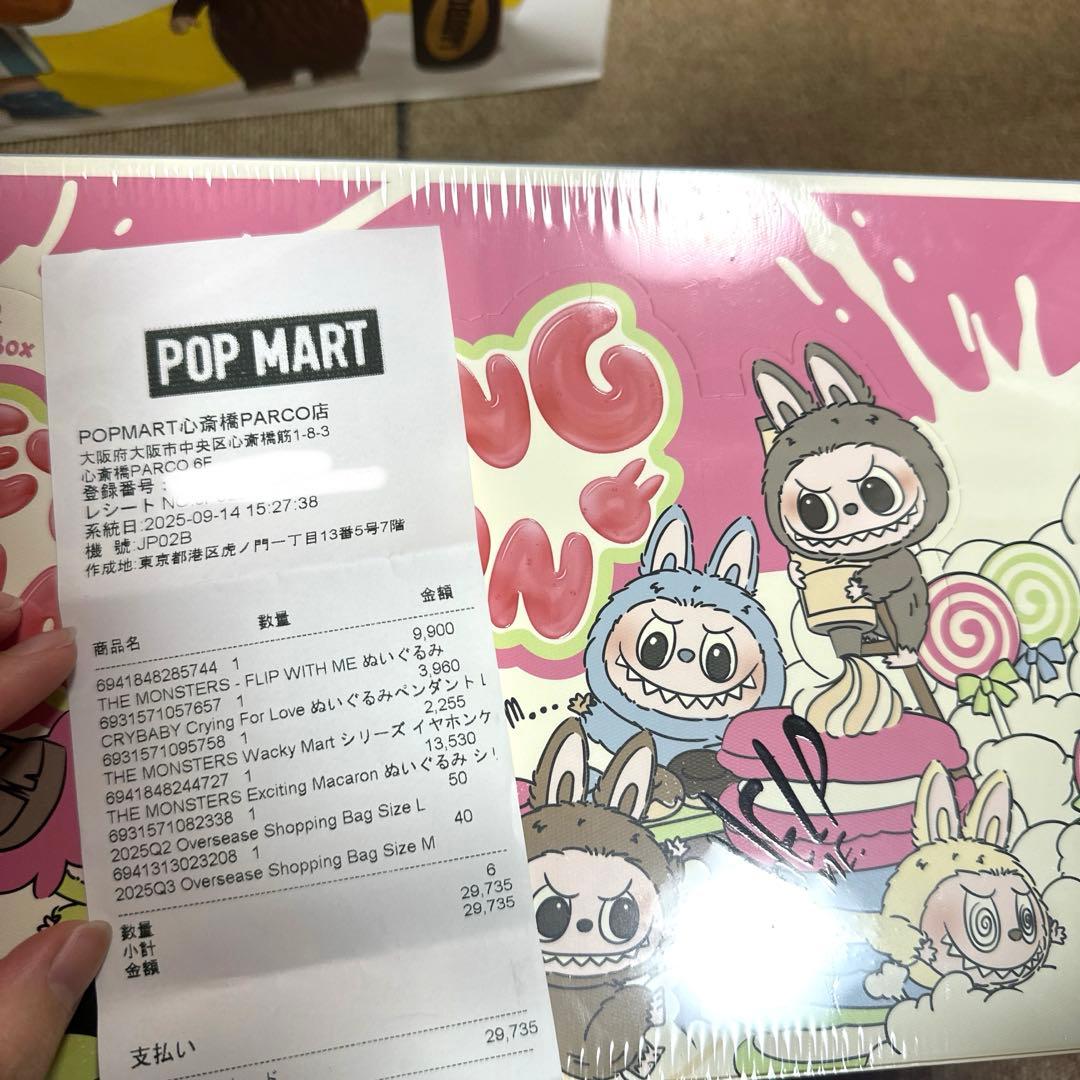 Box
POP MART
POPMART心斎橋PARCO店
大阪府大阪市中央区心斎橋筋1-8-3
心斎橋PARCO 6F
登録番号:
レシート
系統日:2025-09-14 15:27:38
機 號:JP02B
作成地:東京都港区虎ノ門一丁目13番5号7階
商品名 数量 金額
6941848285744 1 9,900
THE MONSTERS - FLIP WITH ME ぬいぐるみ
6931571057657 1 3,960
CRYBABY Crying For Love ぬいぐるみペンダント
6931571095758 1 2,255
THE MONSTERS Wacky Mart シリーズ イヤホンケ
6941848244727 1 13,530
THE MONSTERS Exciting Macaron ぬいぐるみ シ
6931571082338 1 50
2025Q2 Oversease Shopping Bag Size L
6941313023208 1 40
2025Q3 Oversease Shopping Bag Size M
数量 6
小計 29,735
金額 29,735
支払い 29,735
NG
N
M...